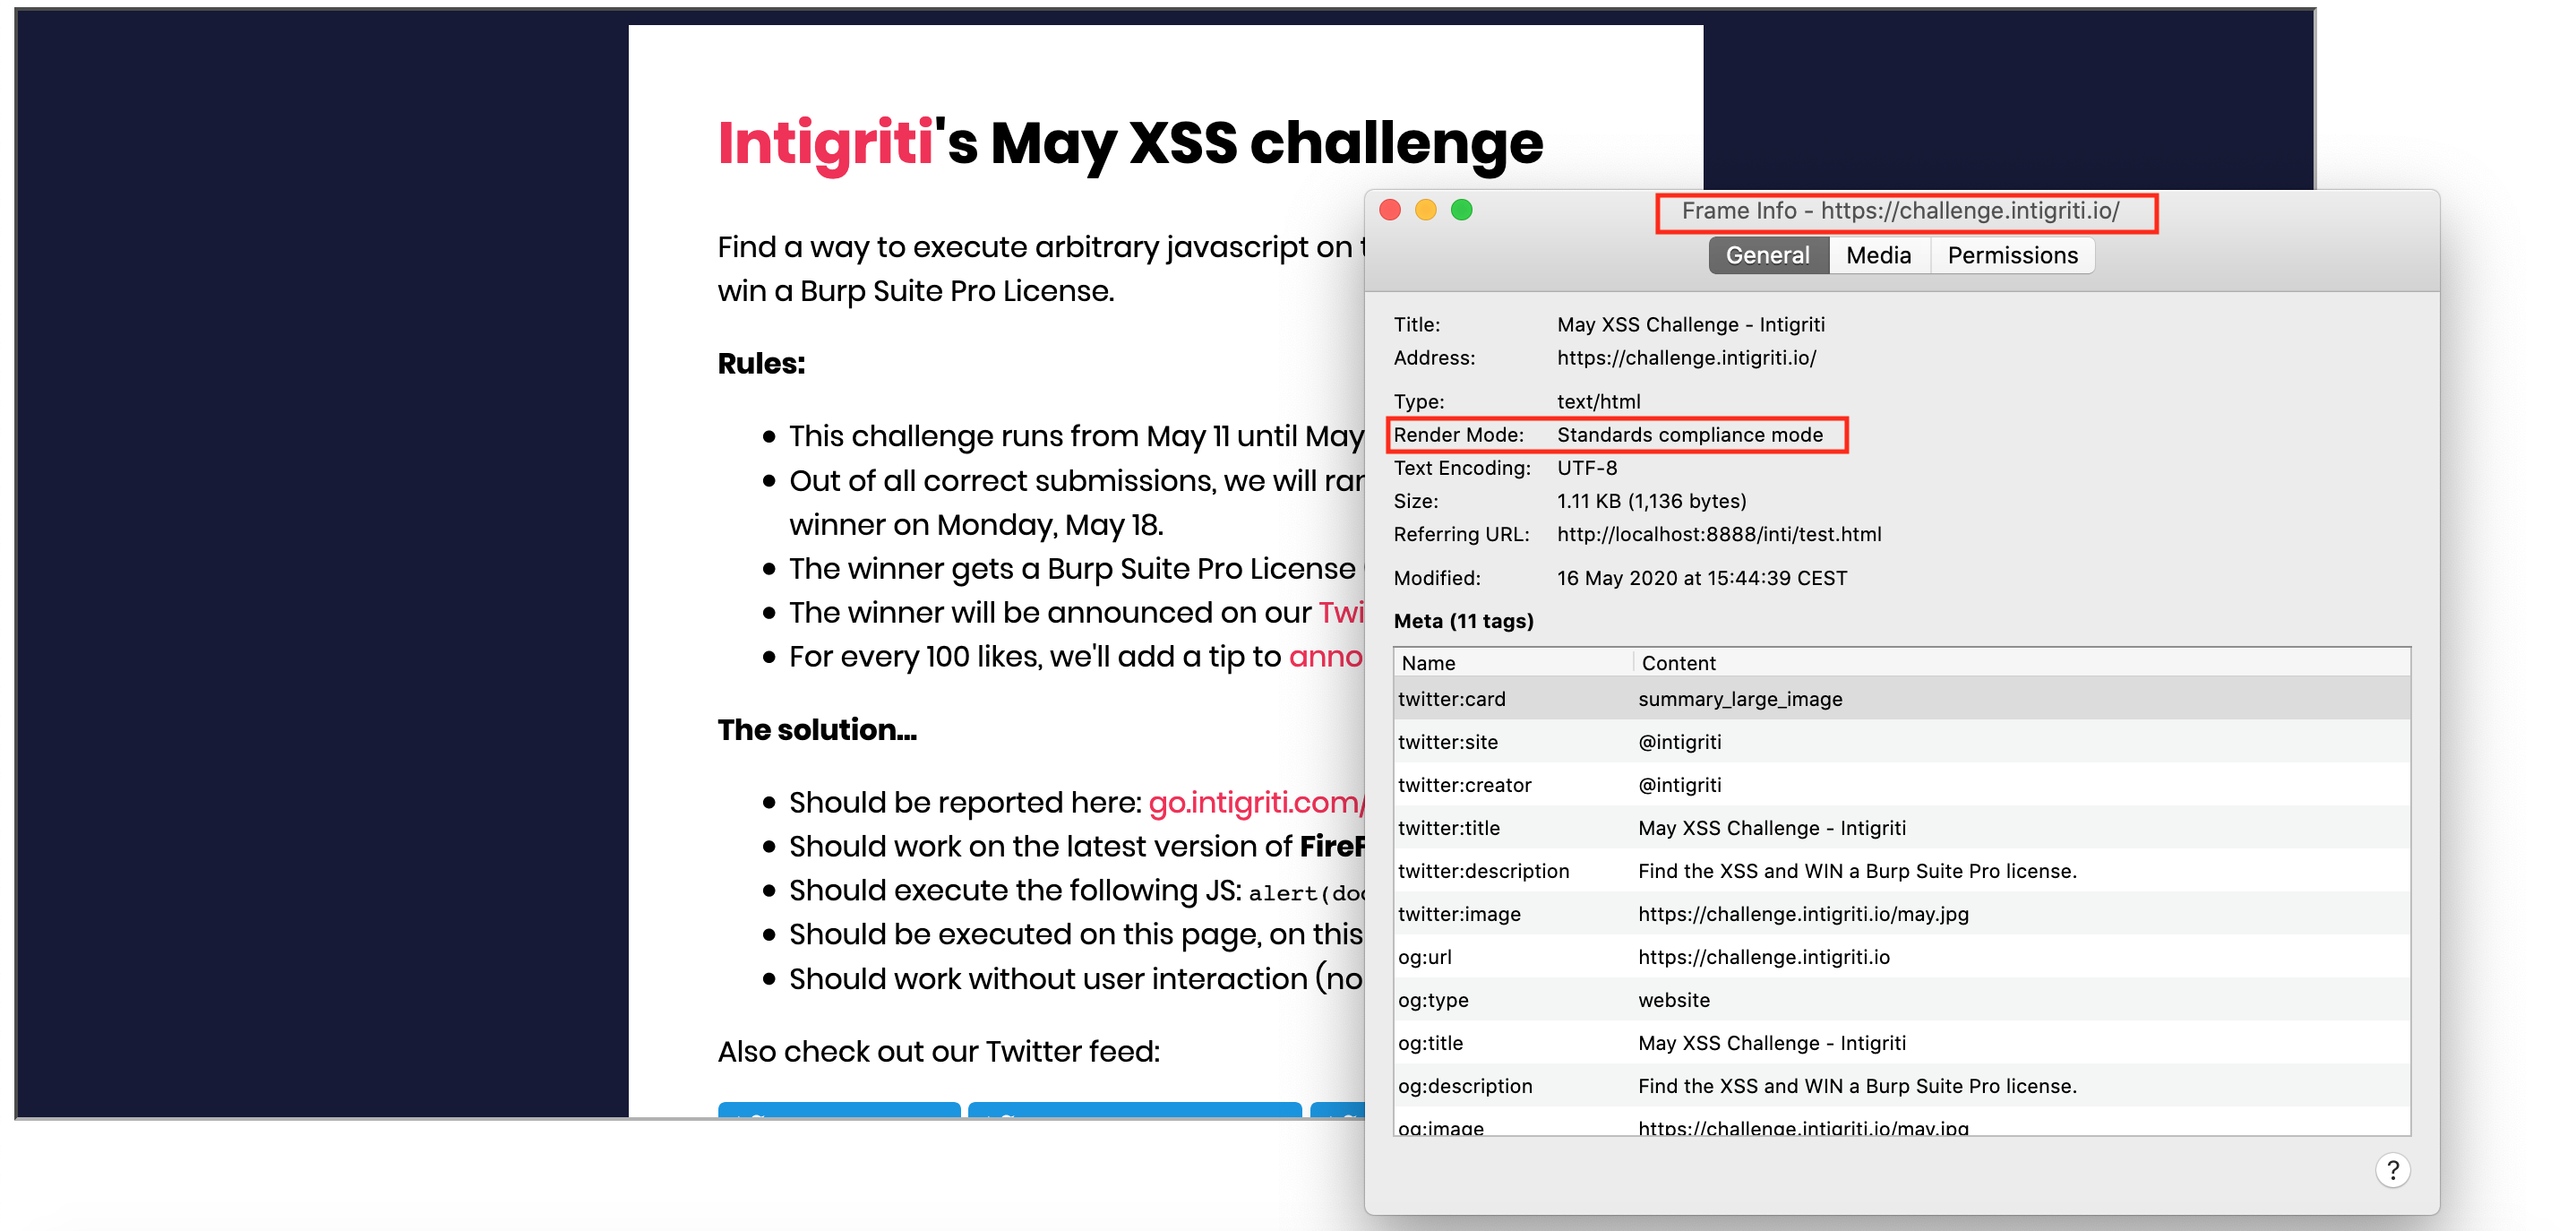 Intigriti's May XSS challenge
Find a way to execute arbitrary javascript on
win a Burp Suite Pro License.
Rules:
This challenge runs from May 11 until May
Out of all correct submissions, we will
winner on Monday, May 18.
The winner gets a Burp Suite Pro License
The winner will be announced on our
For every 100 likes, we'll add a tip to
The solution...
Should be reported here: go.intigriti.com/
Should work on the latest version of
Should execute the following JS:
Should be executed on this page, on this
Should work without user interaction (no
Also check out our Twitter feed:
Frame Info - https://challenge.intigriti.io/
General Media Permissions
Title: May XSS Challenge - Intigriti
Address: https://challenge.intigriti.io/
Type: text/html
Render Mode: Standards compliance mode
Text Encoding: UTF-8
Size: 1.11 KB (1,136 bytes)
Referring URL: http://localhost:8888/inti/test.html
Modified: 16 May 2020 at 15:44:39 CEST
Meta (11 tags)
Name Content
twitter:card summary_large_image
twitter:site @intigriti
twitter:creator @intigriti
twitter:title May XSS Challenge - Intigriti
twitter:description Find the XSS and WIN a Burp Suite Pro license.
twitter:image https://challenge.intigriti.io/may.jpg
og:url https://challenge.intigriti.io
og:type website
og:title May XSS Challenge - Intigriti
og:description Find the XSS and WIN a Burp Suite Pro license.
og:image https://challenge.intigriti.io/may.jpg
?